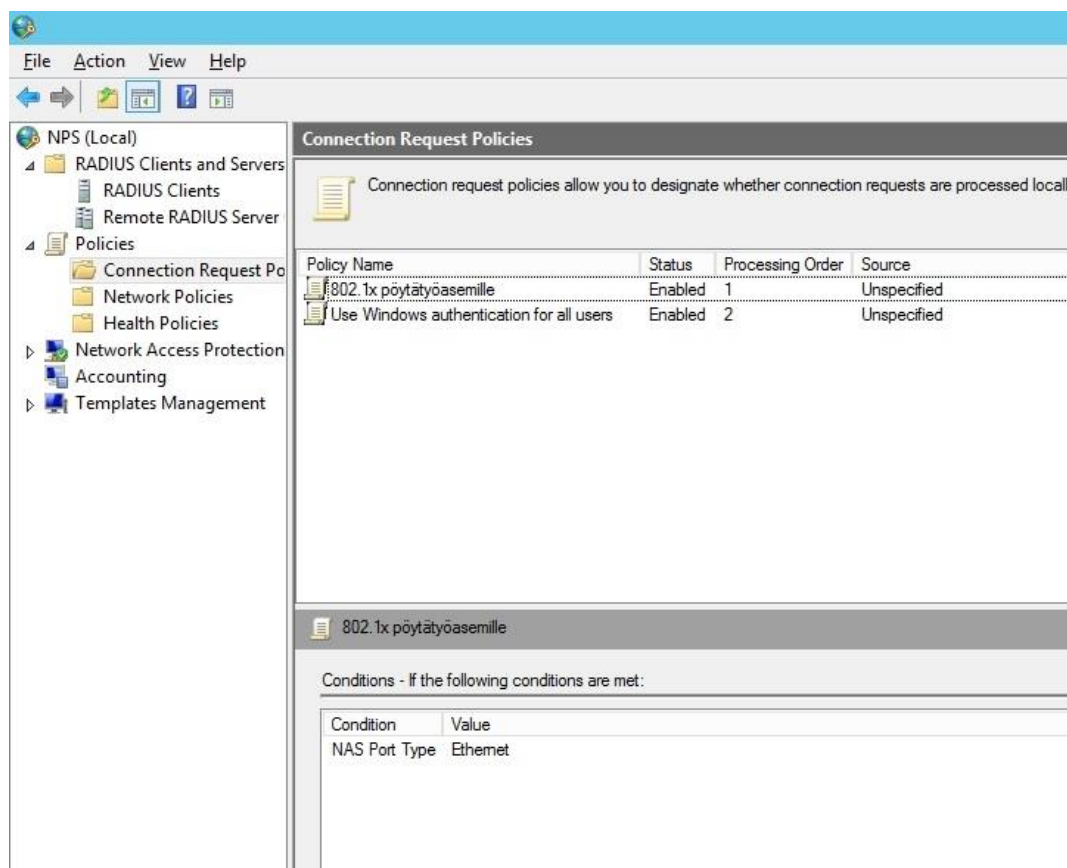 File Action View Help
NPS (Local)
RADIUS Clients and Servers
RADIUS Clients
Remote RADIUS Server
Policies
Connection Request Po
Network Policies
Health Policies
Network Access Protection
Accounting
Templates Management
Connection Request Policies
Connection request policies allow you to designate whether connection requests are processed locall
Policy Name Status Processing Order Source
802.1x pöytätyöasemille Enabled 1 Unspecified
Use Windows authentication for all users Enabled 2 Unspecified
802.1x pöytätyöasemille
Conditions - If the following conditions are met:
Condition Value
NAS Port Type Ethernet